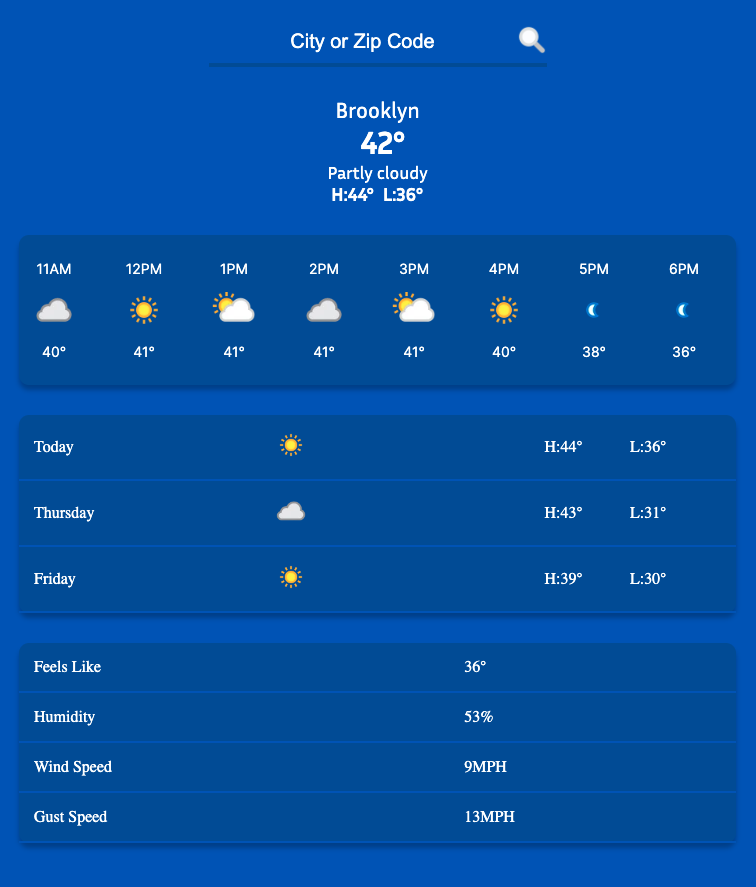 City or Zip Code
Brooklyn
42°
Partly cloudy
H:44° L:36°
11AM 12PM 1PM 2PM 3PM 4PM 5PM 6PM
40° 41° 41° 41° 41° 40° 38° 36°
Today H:44° L:36°
Thursday H:43° L:31°
Friday H:39° L:30°
Feels Like 36°
Humidity 53%
Wind Speed 9MPH
Gust Speed 13MPH